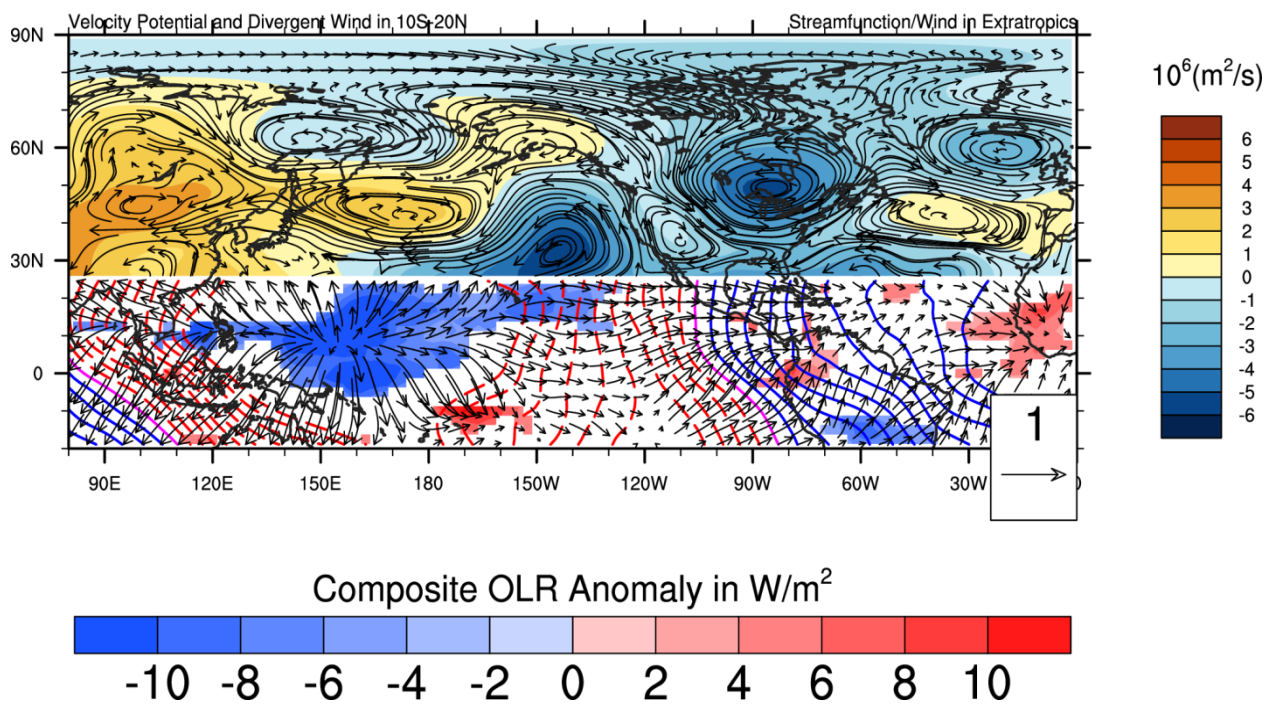 Velocity Potential and Divergent Wind in 10S-20N
Streamfunction/Wind in Extratropics
90N
60N
30N
0
90E 120E 150E 180 150W 120W 90W 60W 30W 0
1
10⁶(m²/s)
6
5
4
3
2
1
0
-1
-2
-3
-4
-5
-6
Composite OLR Anomaly in W/m²
-10 -8 -6 -4 -2 0 2 4 6 8 10